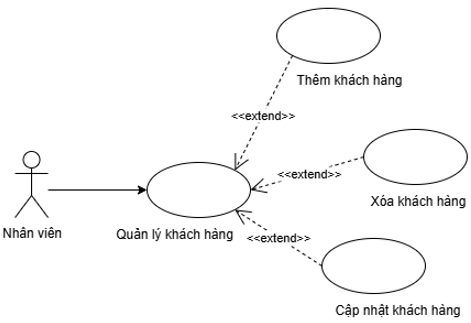 Thêm khách hàng
<<extend>>
<<extend>>
Xóa khách hàng
Nhân viên
Quản lý khách hàng
<<extend>>
Cập nhật khách hàng